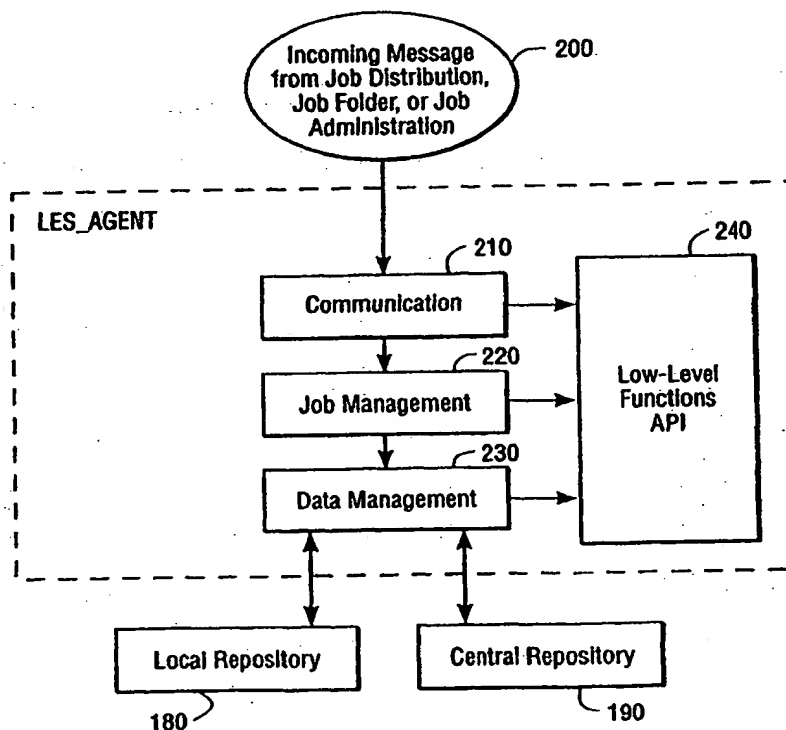 Incoming Message
from Job Distribution,
Job Folder, or Job
Administration
200
LES_AGENT
210
240
Communication
220
Job Management
Low-Level
Functions
API
230
Data Management
Local Repository
Central Repository
180
190